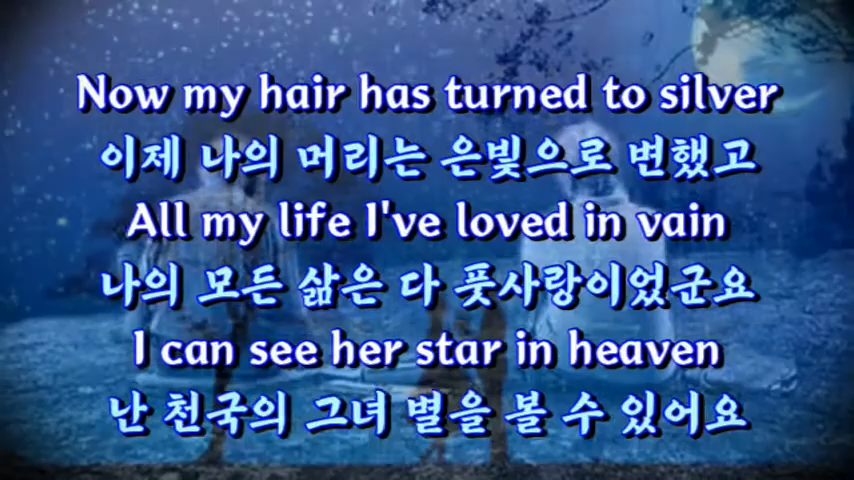 Now my hair has turned to silver
이제 나의 머리는 은빛으로 변했고
All my life I've loved in vain
나의 모든 삶은 다 풋사랑이었군요
I can see her star in heaven
난 천국의 그녀 별을 볼 수 있어요